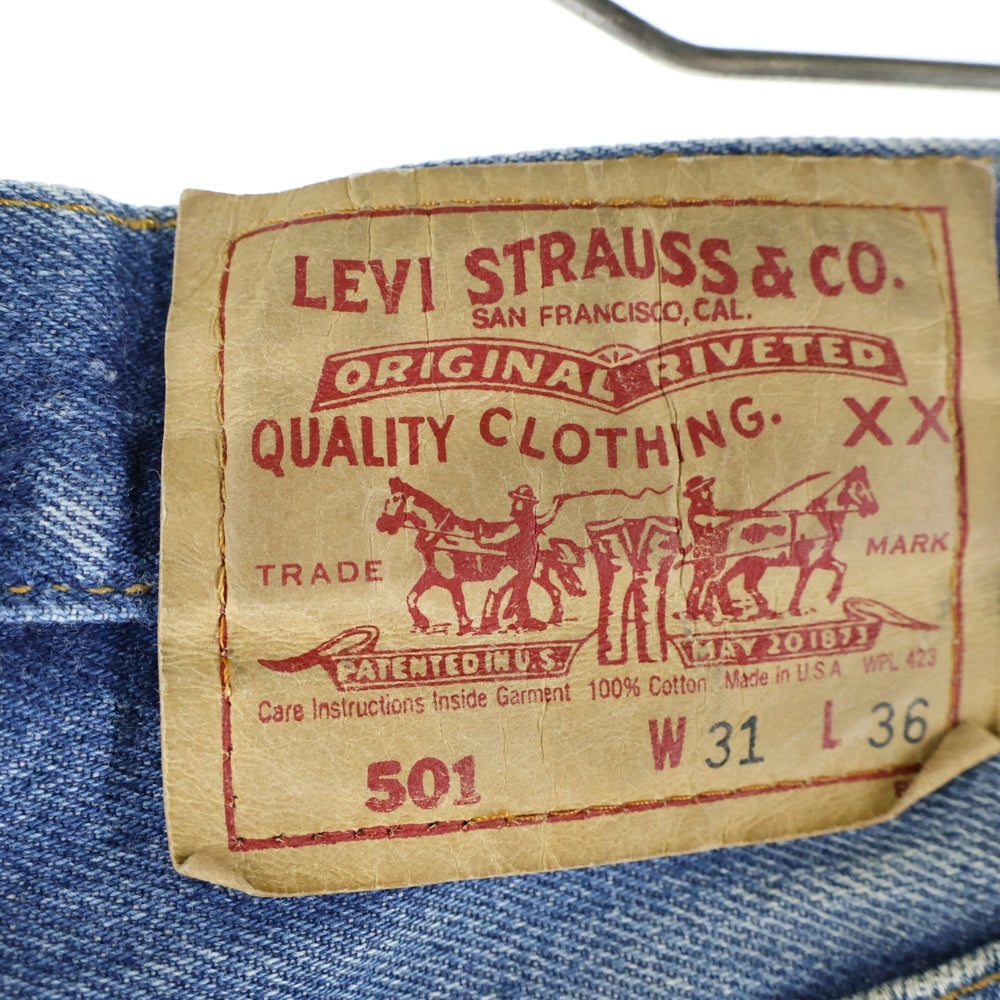 LEVI STRAUSS & CO.
SAN FRANCISCO, CAL.
ORIGINAL RIVETED
QUALITY CLOTHING. XX
TRADE MARK
PATENTED IN U.S. MAY 20 1873
Care Instructions Inside Garment 100% Cotton Made in U.S.A WPL 423
501 W 31 L 36